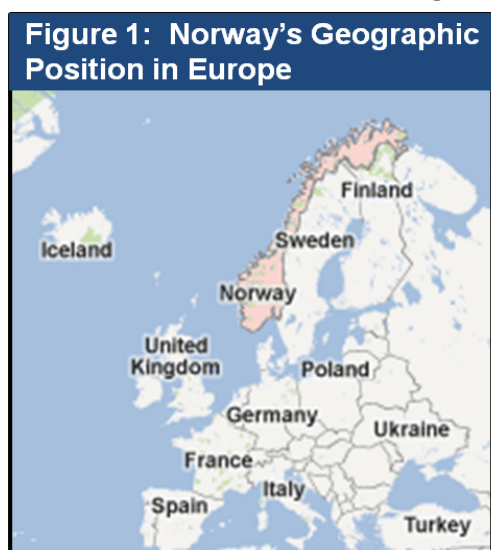 Figure 1:  Norway's Geographic
Position in Europe
Finland
Iceland
Sweden
Norway
United
Kingdom
Poland
Germany
Ukraine
France
Italy
Spain
Turkey